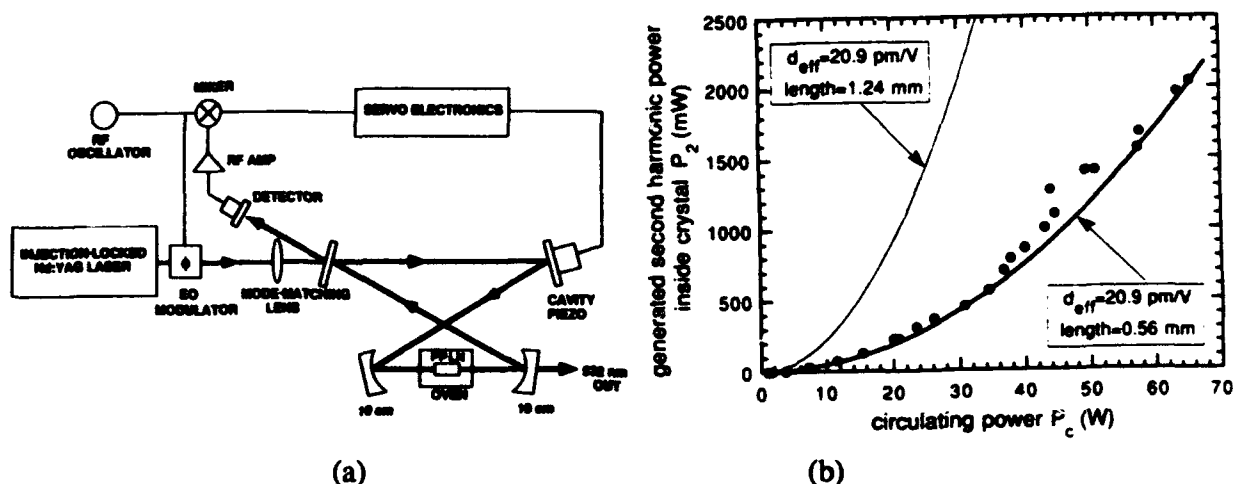 MIXER
SERVO ELECTRONICS
RF
OSCILLATOR
RF AMP
DETECTOR
INJECTION-LOCKED
Nd:YAG LASER
ϕ
EO
MODULATOR
MODE-MATCHING
LENS
CAVITY
PIEZO
PPLN
OVEN
532 nm
OUT
10 cm
10 cm
(a)
generated second harmonic power
inside crystal P2 (mW)
2500
2000
1500
1000
500
0
deff=20.9 pm/V
length=1.24 mm
deff=20.9 pm/V
length=0.56 mm
0 10 20 30 40 50 60 70
circulating power Pc (W)
(b)